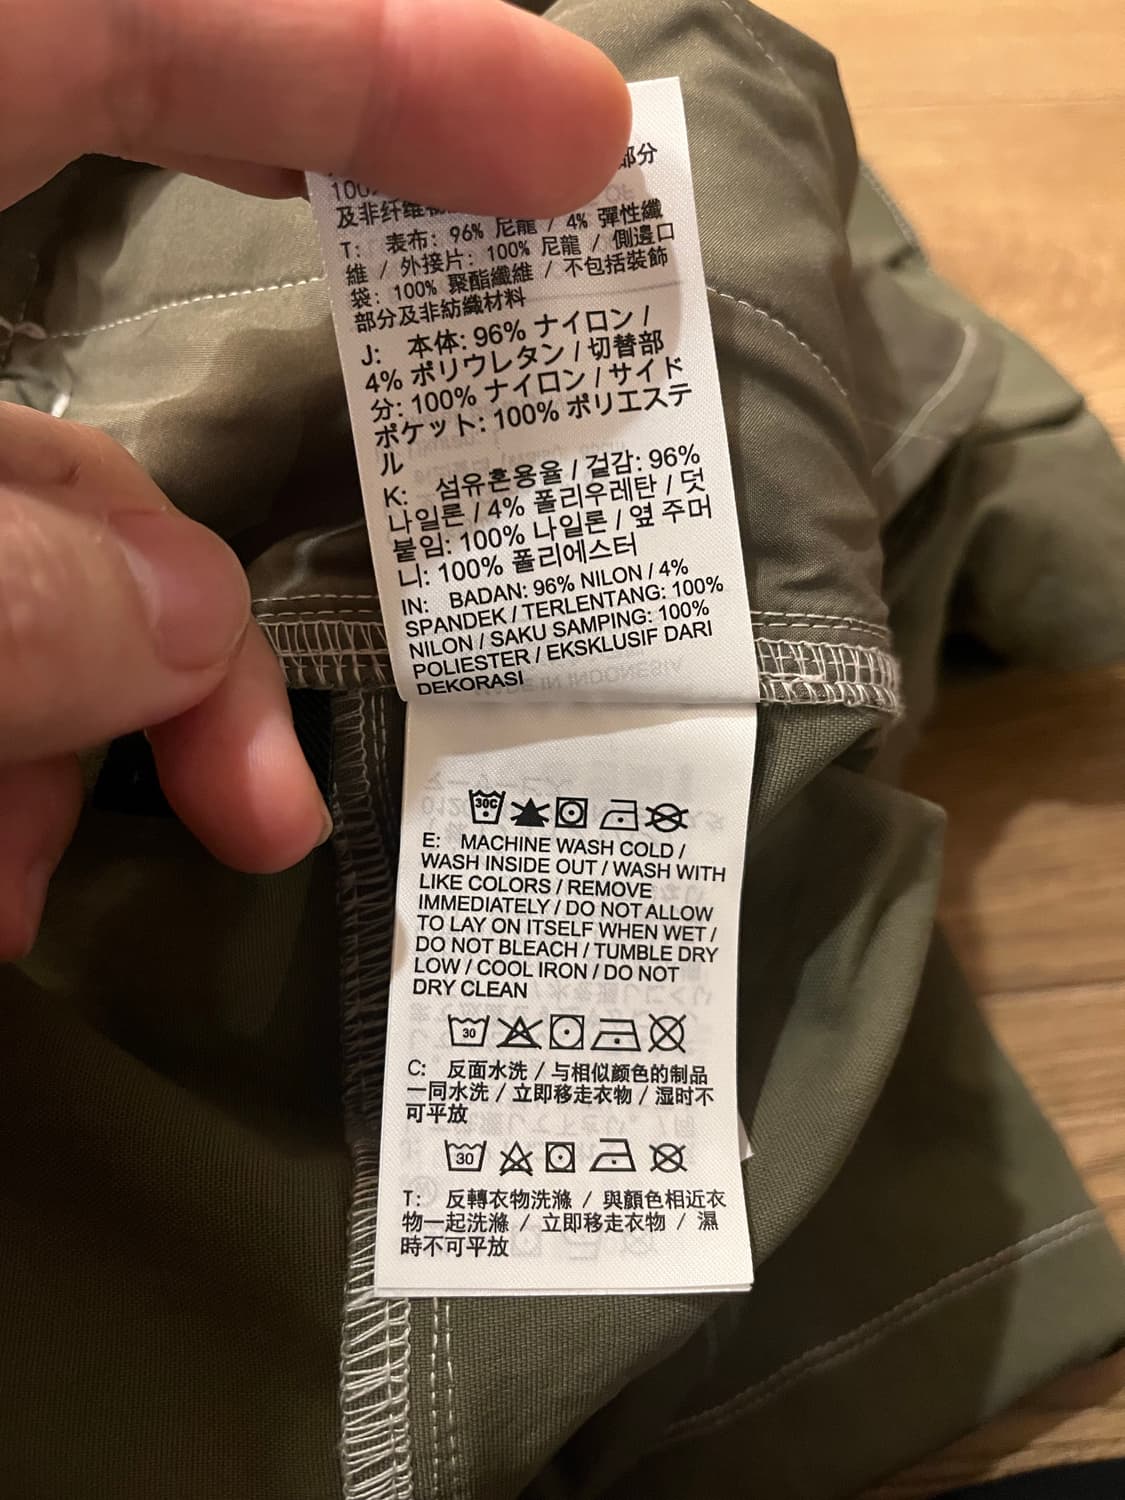 部分
100
及非纤维
T: 表布: 96% 尼龍 / 4% 彈性纖
維 / 外接片: 100% 尼龍 / 側邊口
袋: 100% 聚酯纖維 / 不包括裝飾
部分及非紡織材料
J: 本体: 96% ナイロン /
4% ポリウレタン / 切替部
分: 100% ナイロン / サイド
ポケット: 100% ポリエステ
ル
K: 섬유혼용율 / 겉감: 96%
나일론 / 4% 폴리우레탄 / 덧
붙임: 100% 나일론 / 옆 주머
니: 100% 폴리에스터
IN: BADAN: 96% NILON / 4%
SPANDEK / TERLENTANG: 100%
NILON / SAKU SAMPING: 100%
POLIESTER / EKSKLUSIF DARI
DEKORASI
30C
E: MACHINE WASH COLD /
WASH INSIDE OUT / WASH WITH
LIKE COLORS / REMOVE
IMMEDIATELY / DO NOT ALLOW
TO LAY ON ITSELF WHEN WET /
DO NOT BLEACH / TUMBLE DRY
LOW / COOL IRON / DO NOT
DRY CLEAN
30
C: 反面水洗 / 与相似颜色的制品
一同水洗 / 立即移走衣物 / 湿时不
可平放
30
T: 反轉衣物洗滌 / 與顏色相近衣
物一起洗滌 / 立即移走衣物 / 濕
時不可平放